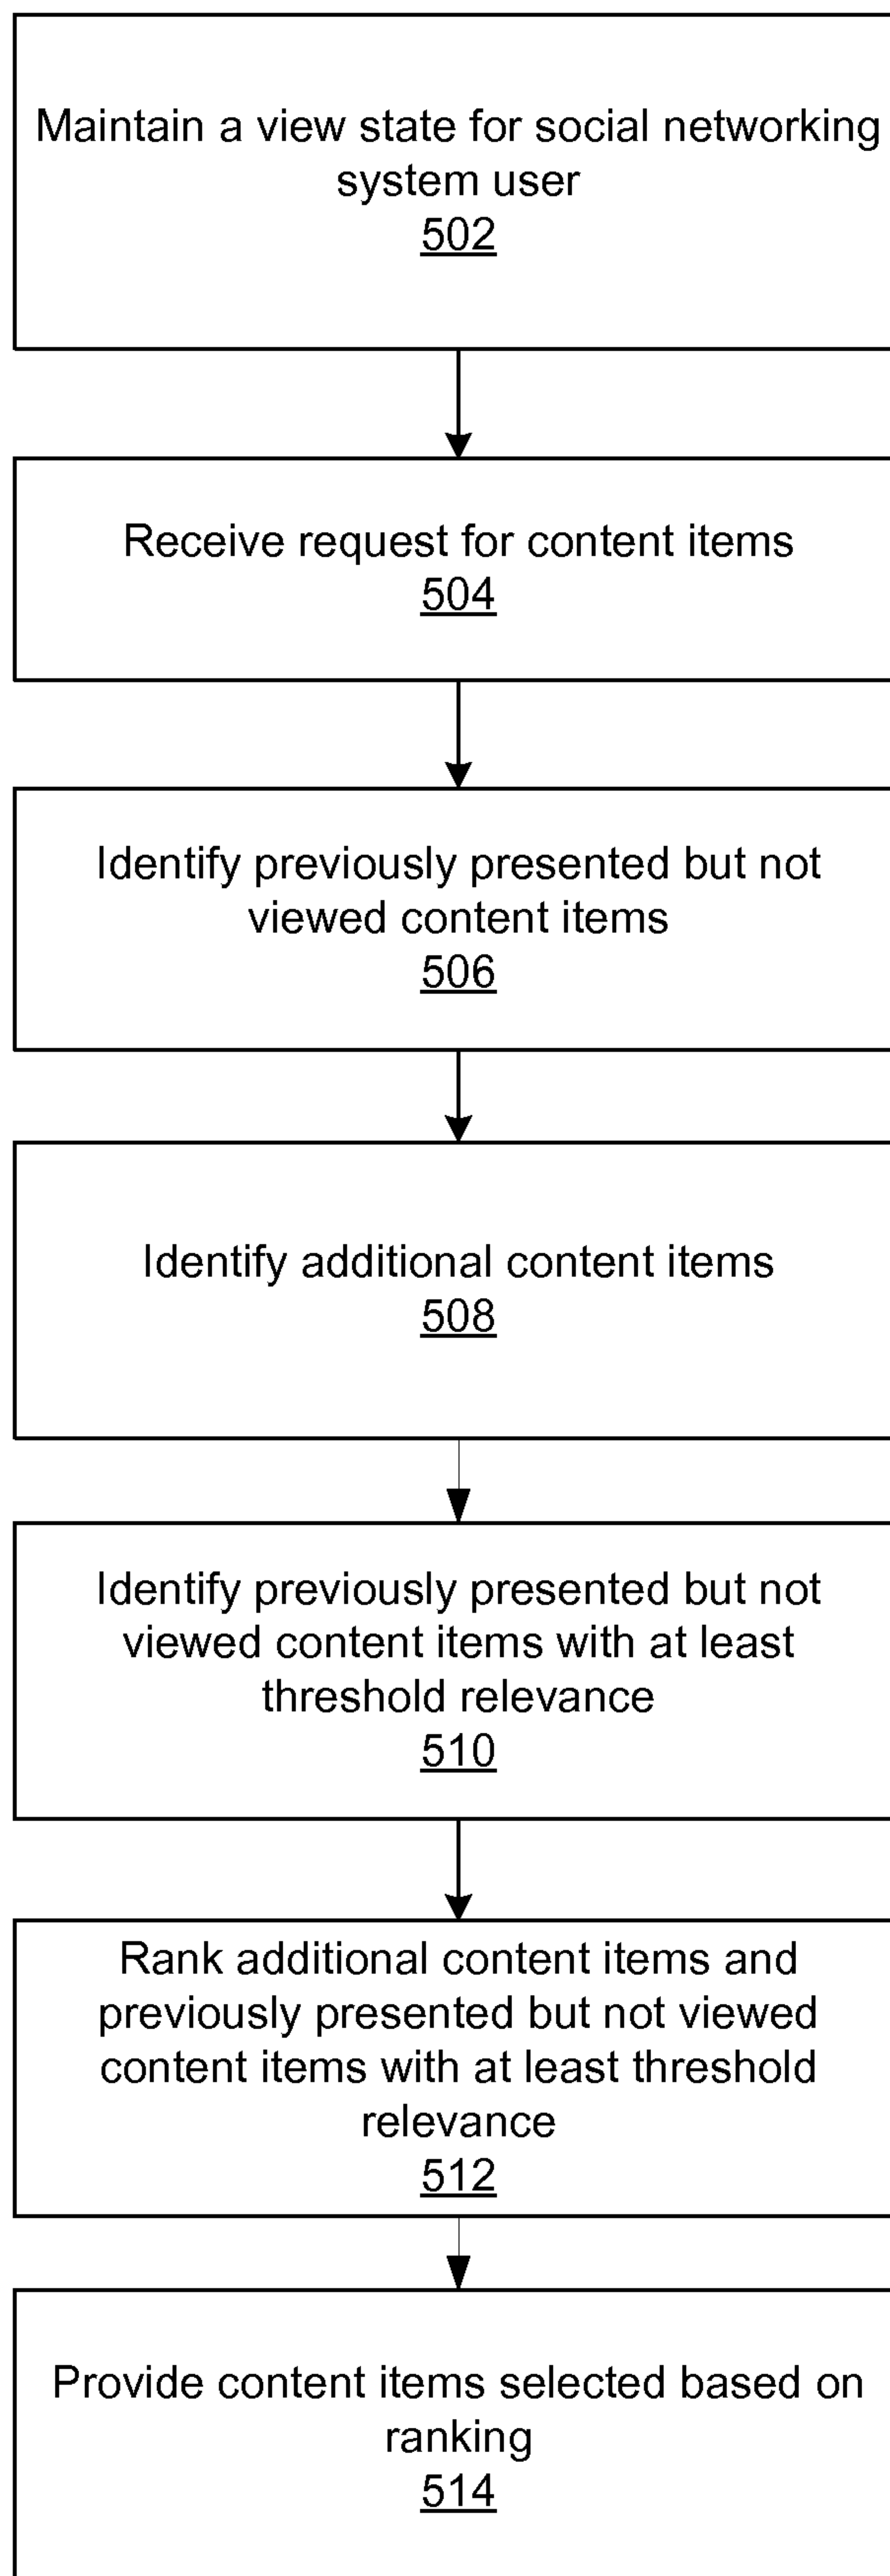 Maintain a view state for social networking
system user
502
Receive request for content items
504
Identify previously presented but not
viewed content items
506
Identify additional content items
508
Identify previously presented but not
viewed content items with at least
threshold relevance
510
Rank additional content items and
previously presented but not viewed
content items with at least threshold
relevance
512
Provide content items selected based on
ranking
514